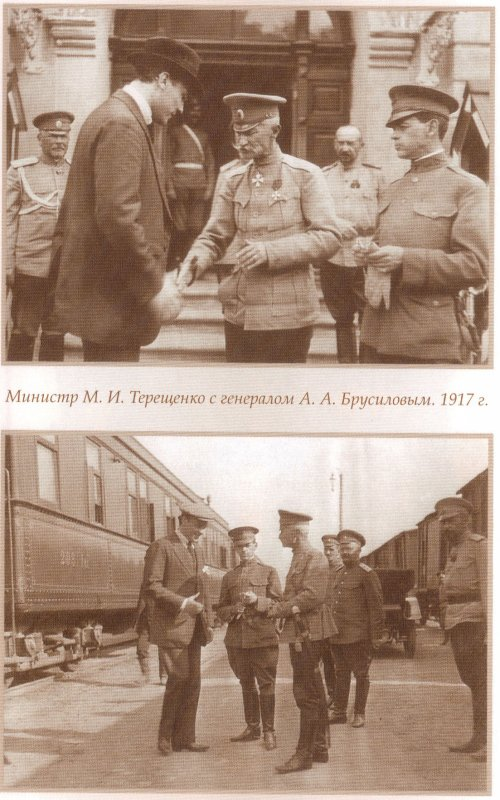 Министр М. И. Терещенко с генералом А. А. Брусиловым. 1917 г.